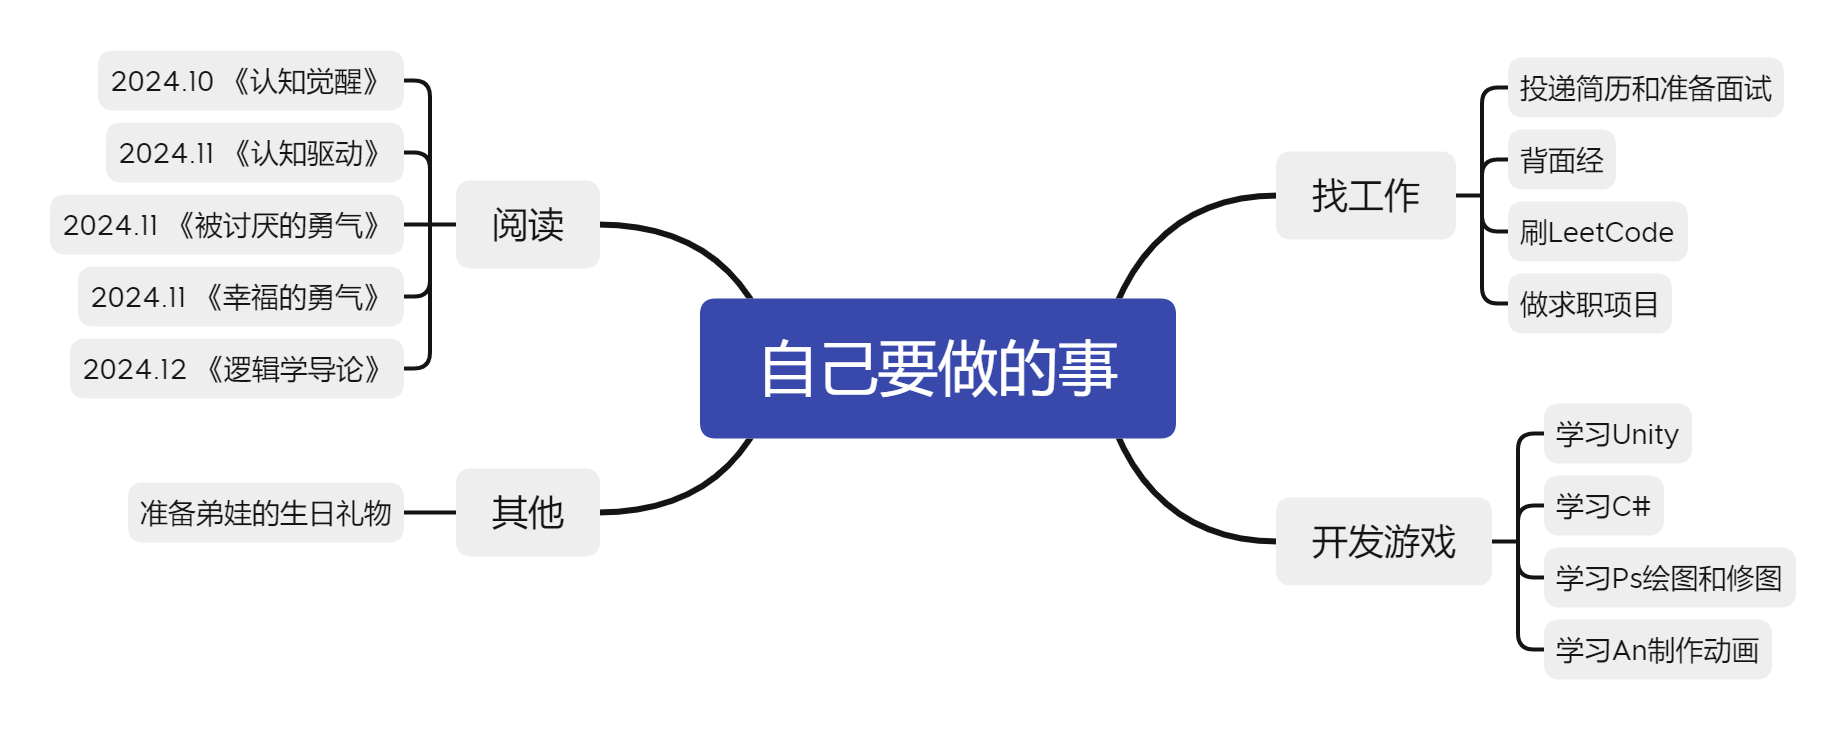 自己要做的事
找工作
投递简历和准备面试
背面经
刷LeetCode
做求职项目
开发游戏
学习Unity
学习C#
学习Ps绘图和修图
学习An制作动画
阅读
2024.10 《认知觉醒》
2024.11 《认知驱动》
2024.11 《被讨厌的勇气》
2024.11 《幸福的勇气》
2024.12 《逻辑学导论》
其他
准备弟娃的生日礼物